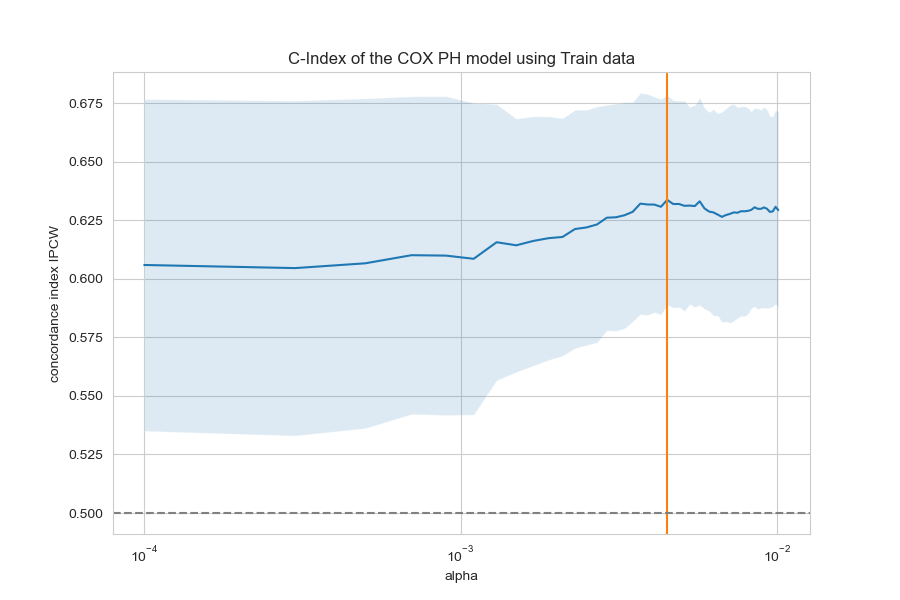 C-Index of the COX PH model using Train data
concordance index IPCW
0.675
0.650
0.625
0.600
0.575
0.550
0.525
0.500
10⁻⁴ 10⁻³ 10⁻²
alpha